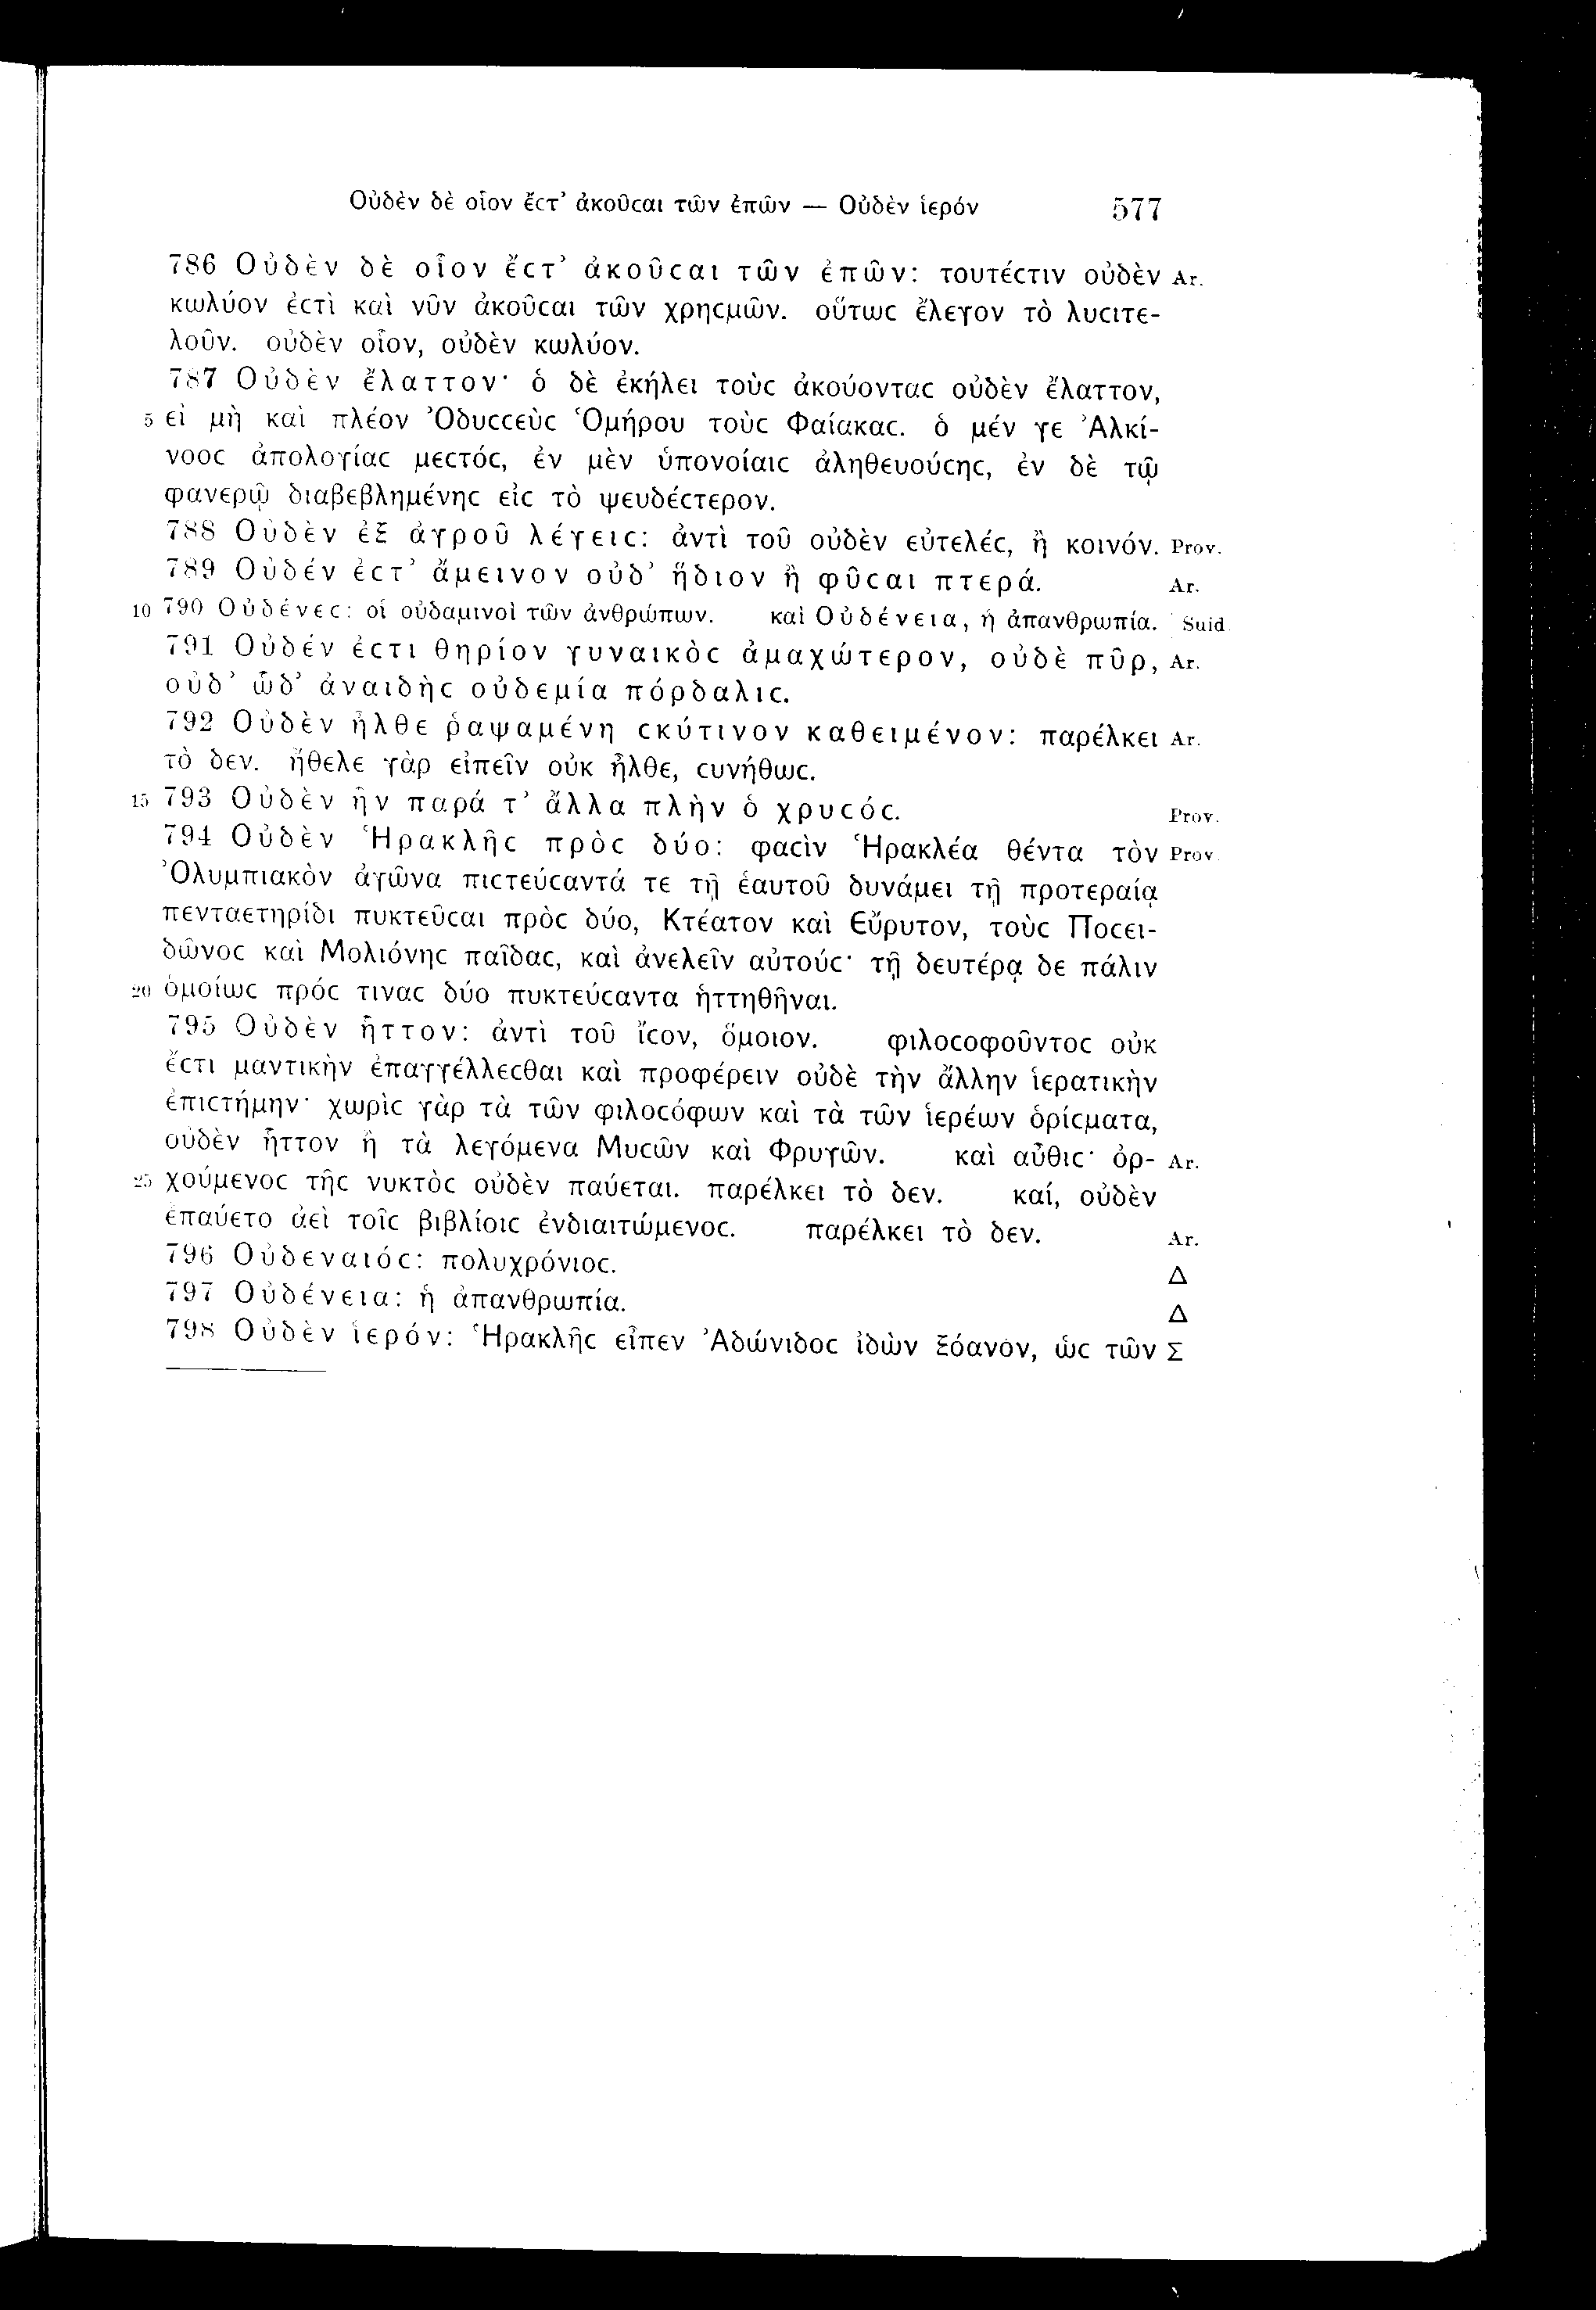 Οὐδὲν δὲ οἷον ἔϲτ’ ἀκοῦϲαι τῶν ἐπῶν — Οὐδὲν ἱερόν 577
786 Οὐδὲν δὲ οἷον ἔϲτ’ ἀκοῦϲαι τῶν ἐπῶν: τουτέϲτιν οὐδὲν Ar.
κωλύον ἐϲτὶ καὶ νῦν ἀκοῦϲαι τῶν χρηϲμῶν. οὕτωϲ ἔλεγον τὸ λυϲιτε-
λοῦν. οὐδὲν οἷον, οὐδὲν κωλύον.
787 Οὐδὲν ἔλαττον· ὁ δὲ ἐκήλει τοὺϲ ἀκούονταϲ οὐδὲν ἔλαττον,
5 εἰ μὴ καὶ πλέον Ὀδυϲϲεὺϲ Ὁμήρου τοὺϲ Φαίακαϲ. ὁ μέν γε Ἀλκί-
νοοϲ ἀπολογίαϲ μεϲτόϲ, ἐν μὲν ὑπονοίαιϲ ἀληθευούϲηϲ, ἐν δὲ τῷ
φανερῷ διαβεβλημένηϲ εἰϲ τὸ ψευδέϲτερον.
788 Οὐδὲν ἐξ ἀγροῦ λέγειϲ: ἀντὶ τοῦ οὐδὲν εὐτελέϲ, ἢ κοινόν. Prov.
789 Οὐδέν ἐϲτ’ ἄμεινον οὐδ’ ἥδιον ἢ φῦϲαι πτερά. Ar.
10 790 Οὐδένεϲ: οἱ οὐδαμινοὶ τῶν ἀνθρώπων. καὶ Οὐδένεια, ἡ ἀπανθρωπία. Suid.
791 Οὐδέν ἐϲτι θηρίον γυναικὸϲ ἀμαχώτερον, οὐδὲ πῦρ, Ar.
οὐδ’ ὧδ’ ἀναιδὴϲ οὐδεμία πόρδαλιϲ.
792 Οὐδὲν ἦλθε ῥαψαμένη ϲκύτινον καθειμένον: παρέλκει Ar.
τὸ δεν. ἤθελε γὰρ εἰπεῖν οὐκ ἦλθε, ϲυνήθωϲ.
15 793 Οὐδὲν ἦν παρά τ’ ἄλλα πλὴν ὁ χρυϲόϲ. Prov.
794 Οὐδὲν Ἡρακλῆϲ πρὸϲ δύο: φαϲὶν Ἡρακλέα θέντα τὸν Prov.
Ὀλυμπιακὸν ἀγῶνα πιϲτεύϲαντά τε τῇ ἑαυτοῦ δυνάμει τῇ προτεραίᾳ
πενταετηρίδι πυκτεῦϲαι πρὸϲ δύο, Κτέατον καὶ Εὔρυτον, τοὺϲ Ποϲει-
δῶνοϲ καὶ Μολιόνηϲ παῖδαϲ, καὶ ἀνελεῖν αὐτούϲ· τῇ δευτέρᾳ δε πάλιν
20 ὁμοίωϲ πρόϲ τιναϲ δύο πυκτεύϲαντα ἡττηθῆναι.
795 Οὐδὲν ἧττον: ἀντὶ τοῦ ἴϲον, ὅμοιον. φιλοϲοφοῦντοϲ οὐκ
ἔϲτι μαντικὴν ἐπαγγέλλεϲθαι καὶ προφέρειν οὐδὲ τὴν ἄλλην ἱερατικὴν
ἐπιϲτήμην· χωρὶϲ γὰρ τὰ τῶν φιλοϲόφων καὶ τὰ τῶν ἱερέων ὁρίϲματα,
οὐδὲν ἧττον ἢ τὰ λεγόμενα Μυϲῶν καὶ Φρυγῶν. καὶ αὖθιϲ· ὀρ- Ar.
25 χούμενοϲ τῆϲ νυκτὸϲ οὐδὲν παύεται. παρέλκει τὸ δεν. καί, οὐδὲν
ἐπαύετο ἀεὶ τοῖϲ βιβλίοιϲ ἐνδιαιτώμενοϲ. παρέλκει τὸ δεν. Ar.
796 Οὐδεναιόϲ: πολυχρόνιοϲ. Δ
797 Οὐδένεια: ἡ ἀπανθρωπία. Δ
798 Οὐδὲν ἱερόν: Ἡρακλῆϲ εἶπεν Ἀδώνιδοϲ ἰδὼν ξόανον, ὡϲ τῶν Σ